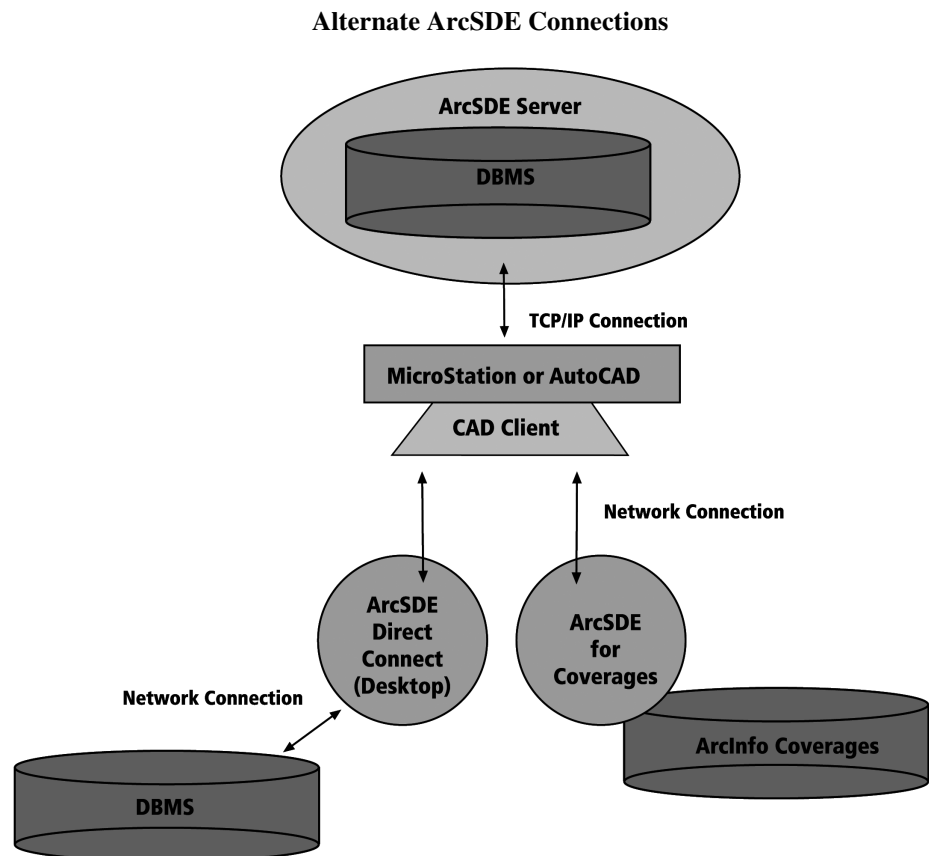 Alternate ArcSDE Connections
ArcSDE Server
DBMS
TCP/IP Connection
MicroStation or AutoCAD
CAD Client
Network Connection
ArcSDE
Direct
Connect
(Desktop)
ArcSDE
for
Coverages
Network Connection
ArcInfo Coverages
DBMS